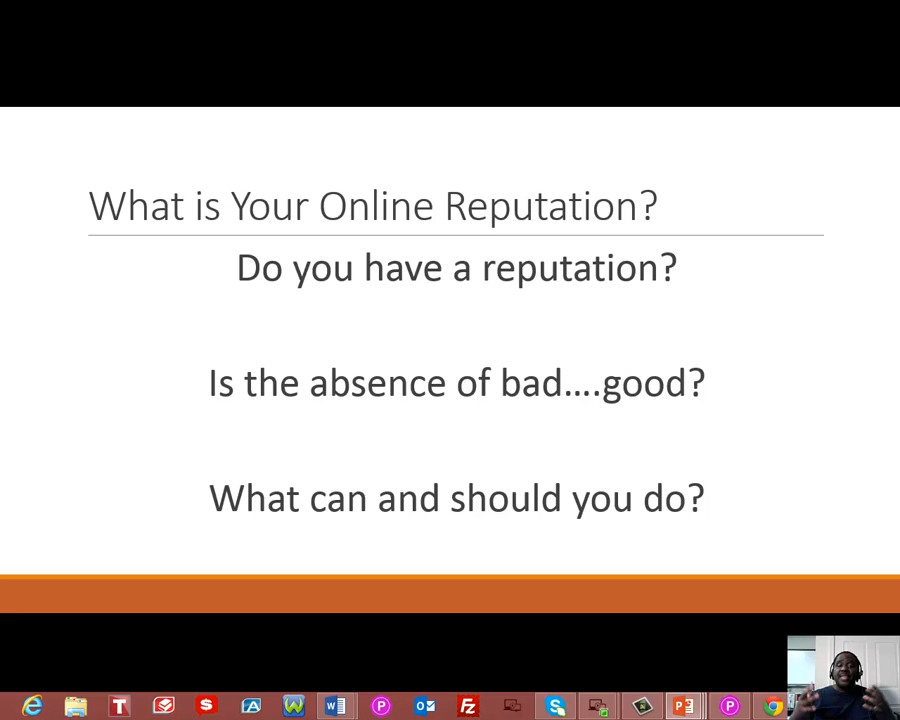 What is Your Online Reputation?
Do you have a reputation?
Is the absence of bad....good?
What can and should you do?